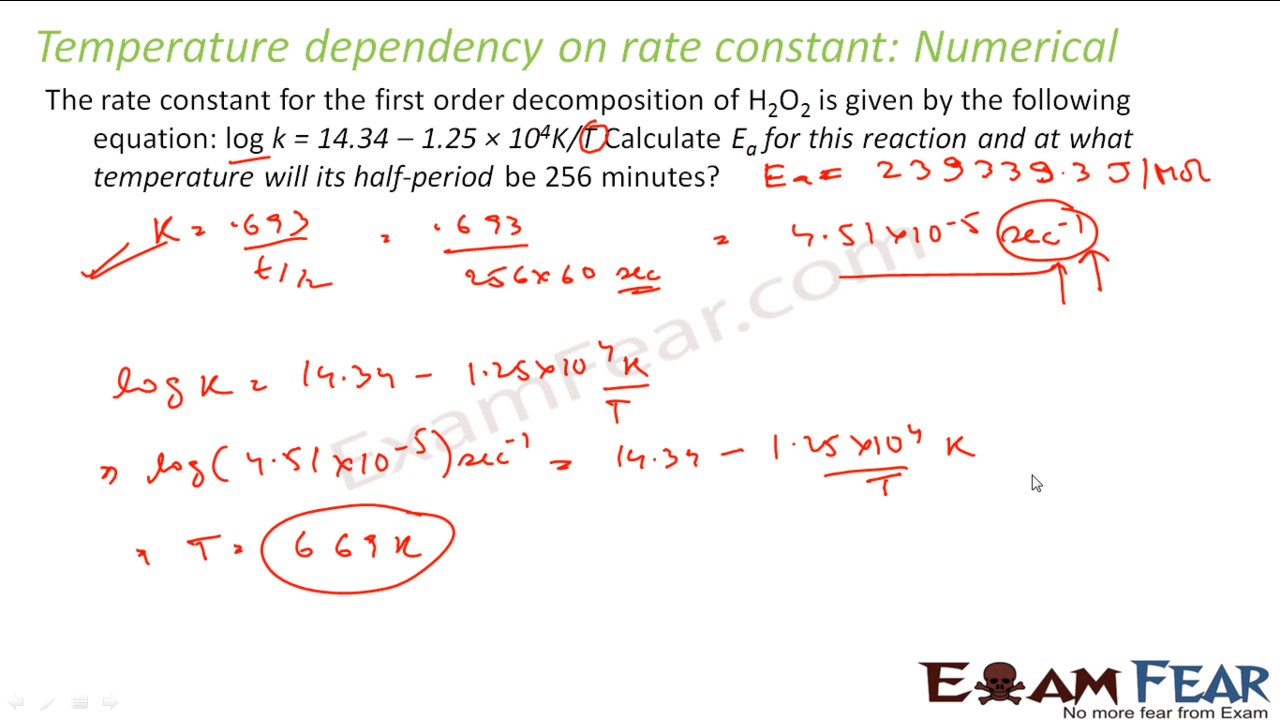 Temperature dependency on rate constant: Numerical
The rate constant for the first order decomposition of H₂O₂ is given by the following
equation: log k = 14.34 – 1.25 × 10⁴K/T Calculate Eₐ for this reaction and at what
temperature will its half-period be 256 minutes? Ea = 239339.3 J/Mol
K = .693/t1/2 = .693/256×60 sec = 4.51×10⁻⁵ sec⁻¹
log K = 14.34 – 1.25×10⁴ K/T
⇒ log(4.51×10⁻⁵) sec⁻¹ = 14.34 – 1.25×10⁴/T K
⇒ T = 669 K
ExamFear.com
EXAM FEAR
No more fear from Exam